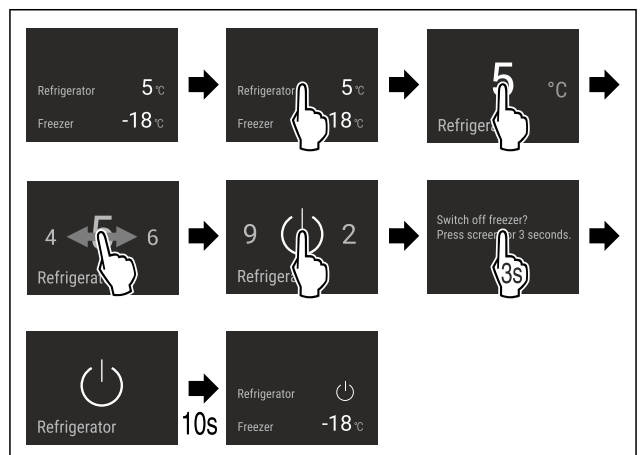 Refrigerator 5 °C
Freezer -18 °C
Refrigerator 5 °C
Freezer 18 °C
5 °C
Refriger
4 5 6
Refrigerat
9 2
Refrigera
Switch off freezer?
Press screen for 3 seconds.
3s
Refrigerator
10s
Refrigerator
Freezer -18 °C